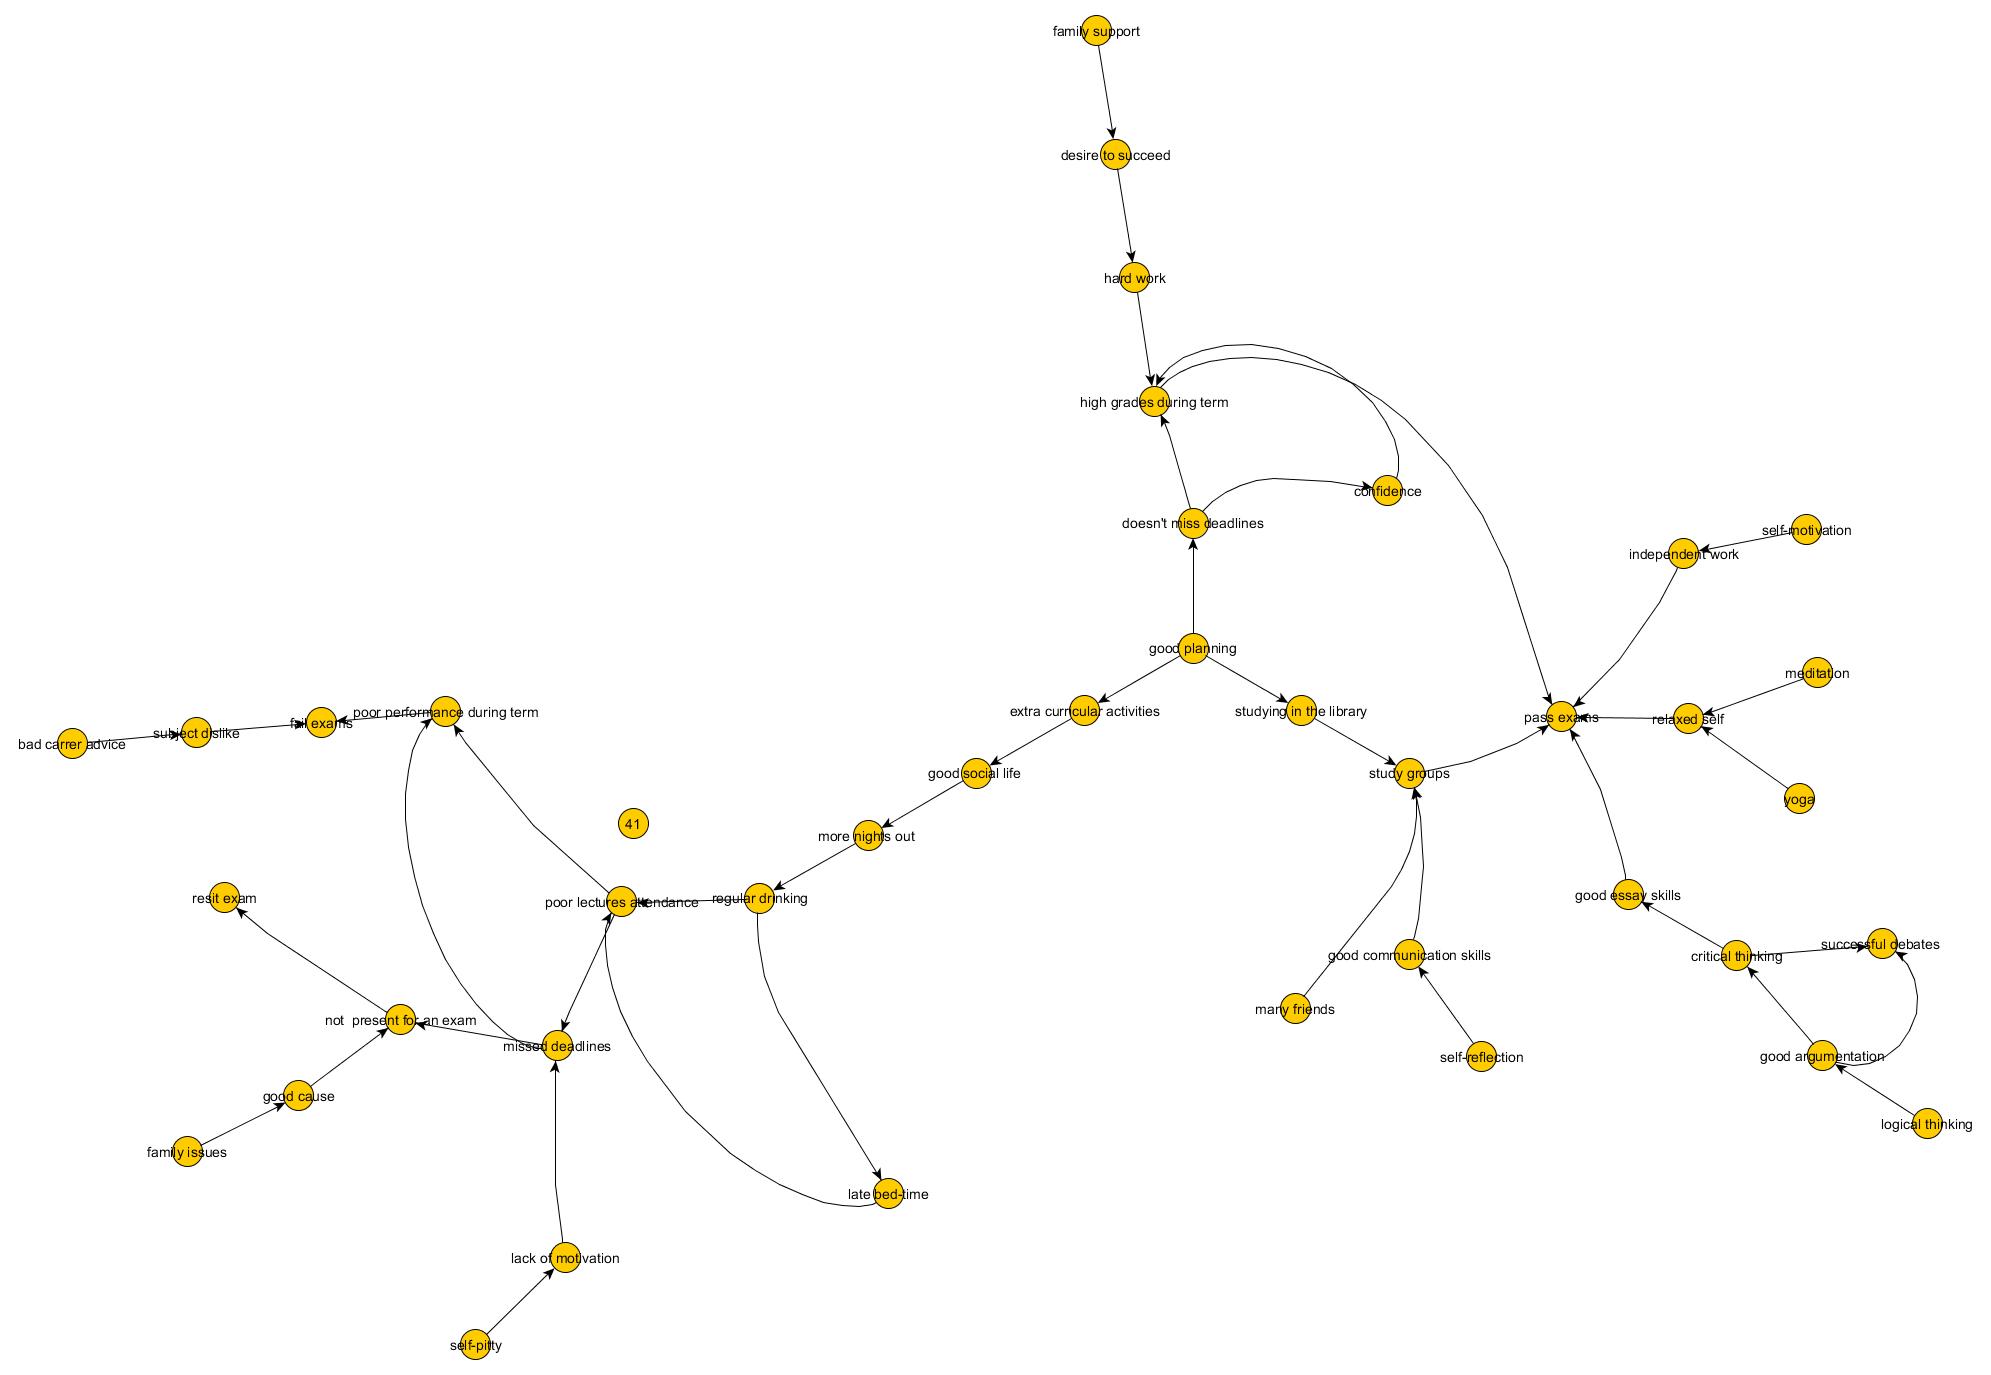 family support
desire to succeed
hard work
high grades during term
confidence
doesn't miss deadlines
self-motivation
independent work
good planning
meditation
extra curricular activities
studying in the library
pass exams
relaxed self
poor performance during term
fail exams
subject dislike
bad carrer advice
good social life
study groups
yoga
41
more nights out
resit exam
poor lectures attendance
regular drinking
good essay skills
successful debates
critical thinking
good communication skills
many friends
not  present for an exam
missed deadlines
self-reflection
good argumentation
good cause
logical thinking
family issues
late bed-time
lack of motivation
self-pitty